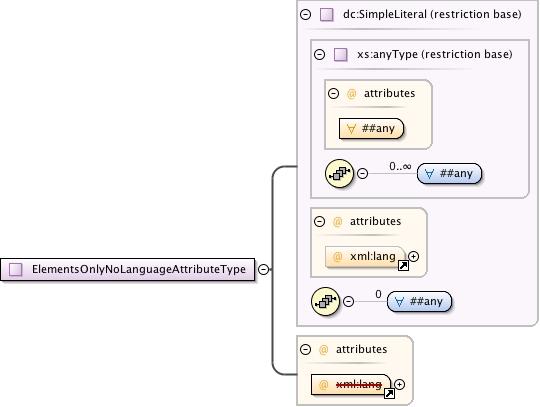 dc:SimpleLiteral (restriction base)
xs:anyType (restriction base)
@ attributes
∀ ##any
0..∞
∀ ##any
@ attributes
@ xml:lang
ElementsOnlyNoLanguageAttributeType
0
∀ ##any
@ attributes
@ xml:lang